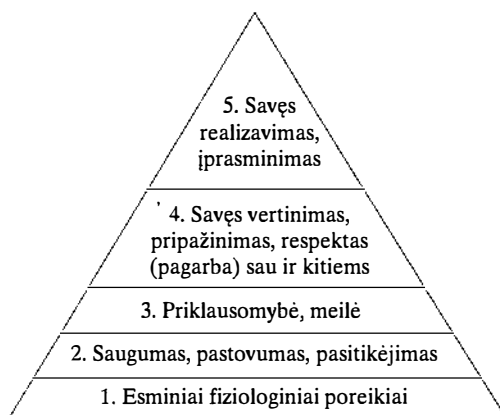 5. Savęs
realizavimas,
įprasminimas
4. Savęs vertinimas,
pripažinimas, respektas
(pagarba) sau ir kitiems
3. Priklausomybė, meilė
2. Saugumas, pastovumas, pasitikėjimas
1. Esminiai fiziologiniai poreikiai